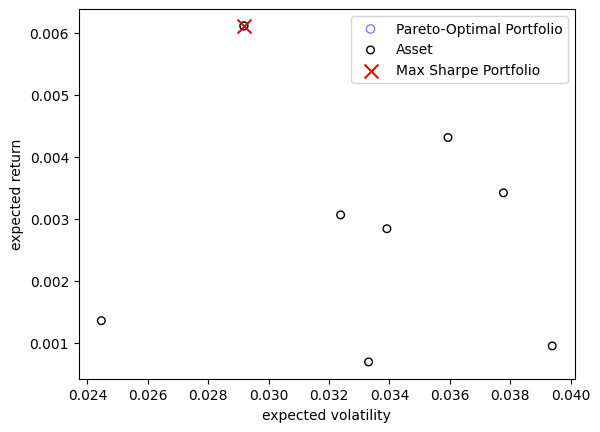 Pareto-Optimal Portfolio
Asset
Max Sharpe Portfolio
expected return
0.006
0.005
0.004
0.003
0.002
0.001
0.024 0.026 0.028 0.030 0.032 0.034 0.036 0.038 0.040
expected volatility